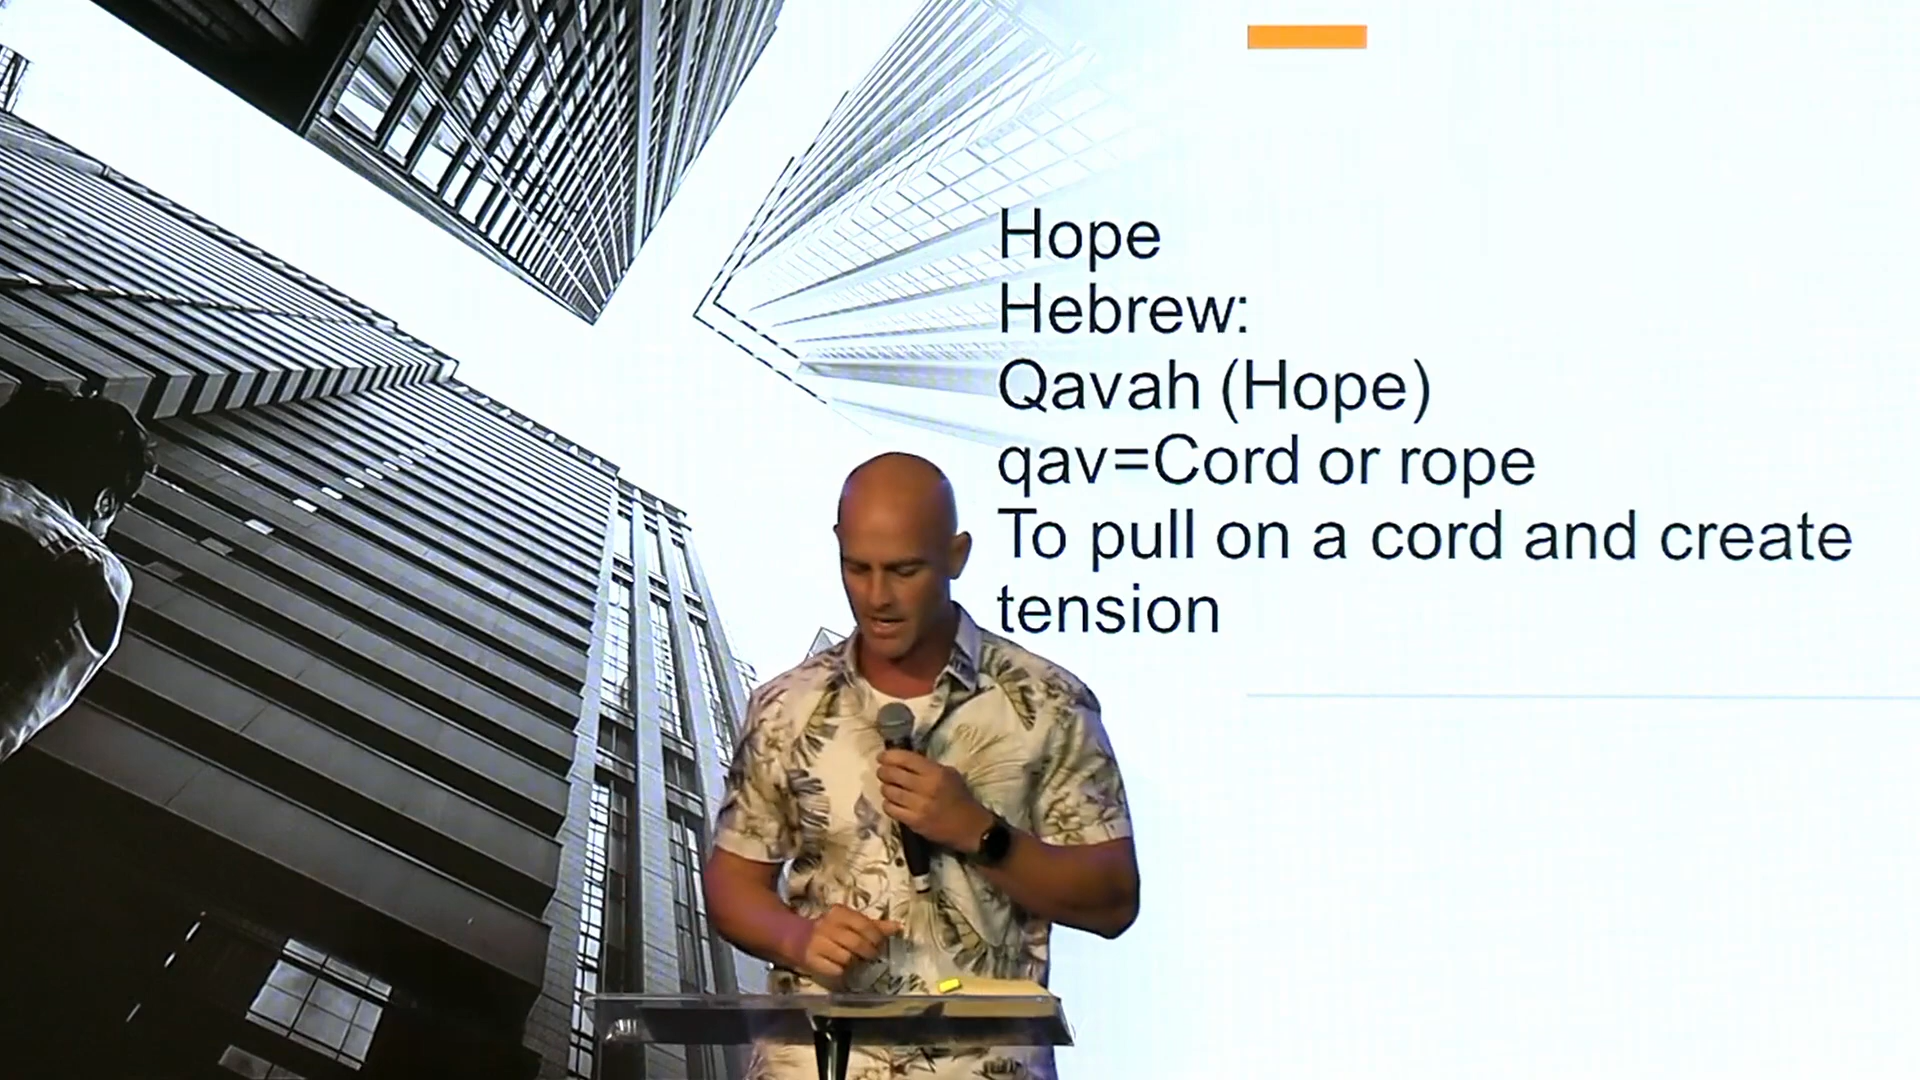 Hope
Hebrew:
Qavah (Hope)
qav=Cord or rope
To pull on a cord and create
tension